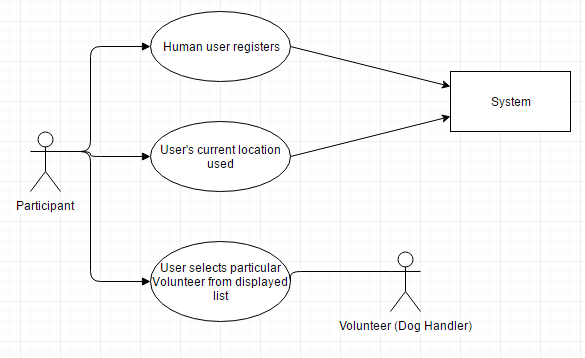 Human user registers
System
User's current location
used
Participant
User selects particular
Volunteer from displayed
list
Volunteer (Dog Handler)